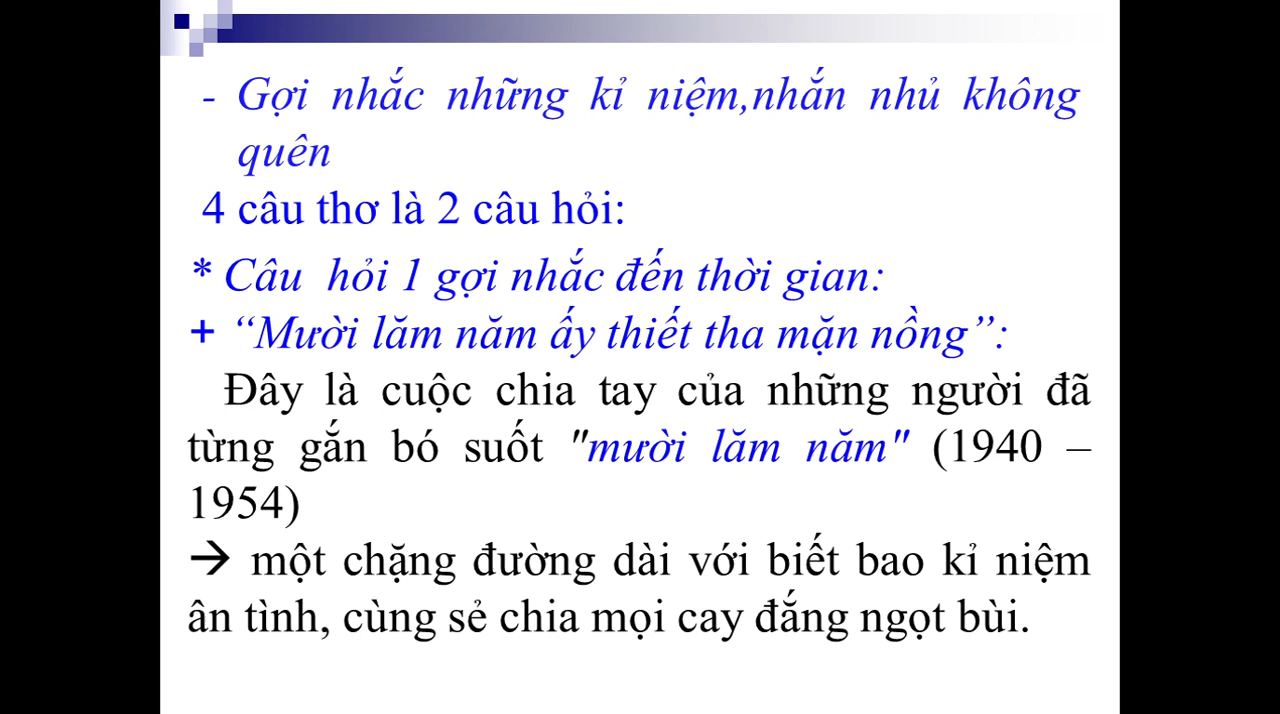 - Gợi nhắc những kỉ niệm,nhắn nhủ không
quên
4 câu thơ là 2 câu hỏi:
* Câu hỏi 1 gợi nhắc đến thời gian:
+ “Mười lăm năm ấy thiết tha mặn nồng”:
Đây là cuộc chia tay của những người đã
từng gắn bó suốt "mười lăm năm" (1940 –
1954)
→ một chặng đường dài với biết bao kỉ niệm
ân tình, cùng sẻ chia mọi cay đắng ngọt bùi.